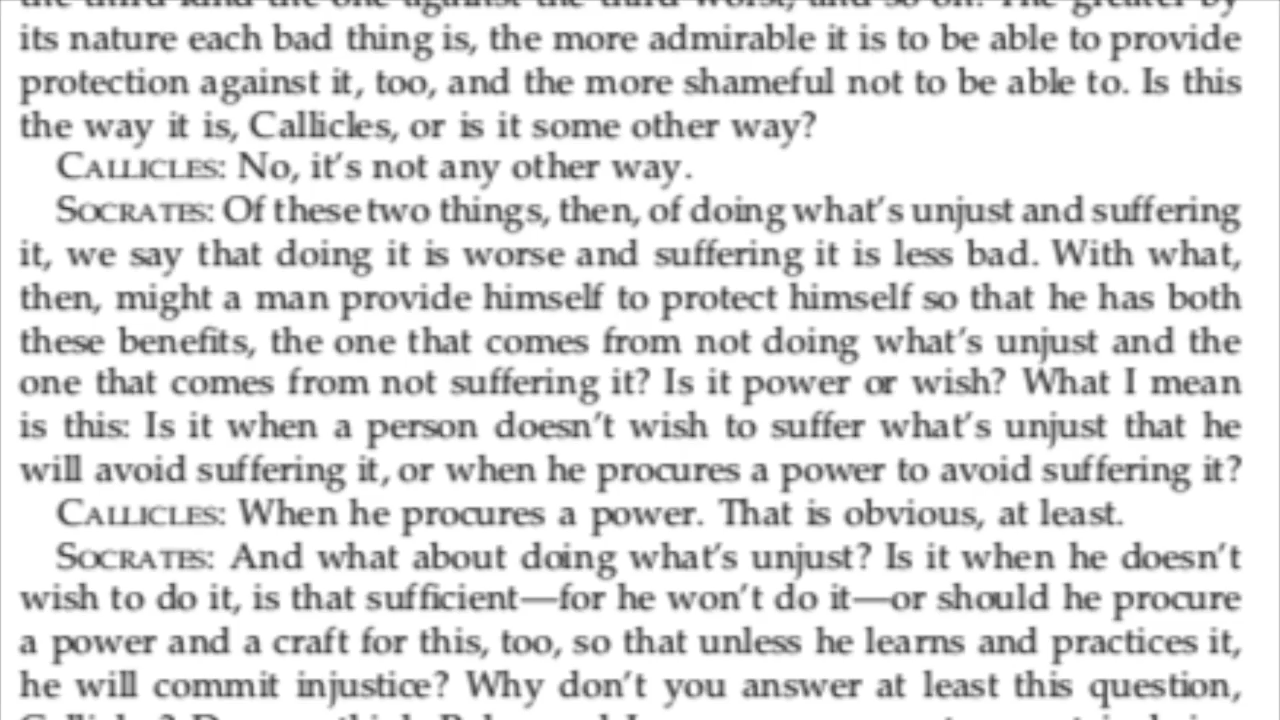 its nature each bad thing is, the more admirable it is to be able to provide
protection against it, too, and the more shameful not to be able to. Is this
the way it is, Callicles, or is it some other way?
CALLICLES: No, it's not any other way.
SOCRATES: Of these two things, then, of doing what's unjust and suffering
it, we say that doing it is worse and suffering it is less bad. With what,
then, might a man provide himself to protect himself so that he has both
these benefits, the one that comes from not doing what's unjust and the
one that comes from not suffering it? Is it power or wish? What I mean
is this: Is it when a person doesn't wish to suffer what's unjust that he
will avoid suffering it, or when he procures a power to avoid suffering it?
CALLICLES: When he procures a power. That is obvious, at least.
SOCRATES: And what about doing what's unjust? Is it when he doesn't
wish to do it, is that sufficient—for he won't do it—or should he procure
a power and a craft for this, too, so that unless he learns and practices it,
he will commit injustice? Why don't you answer at least this question,